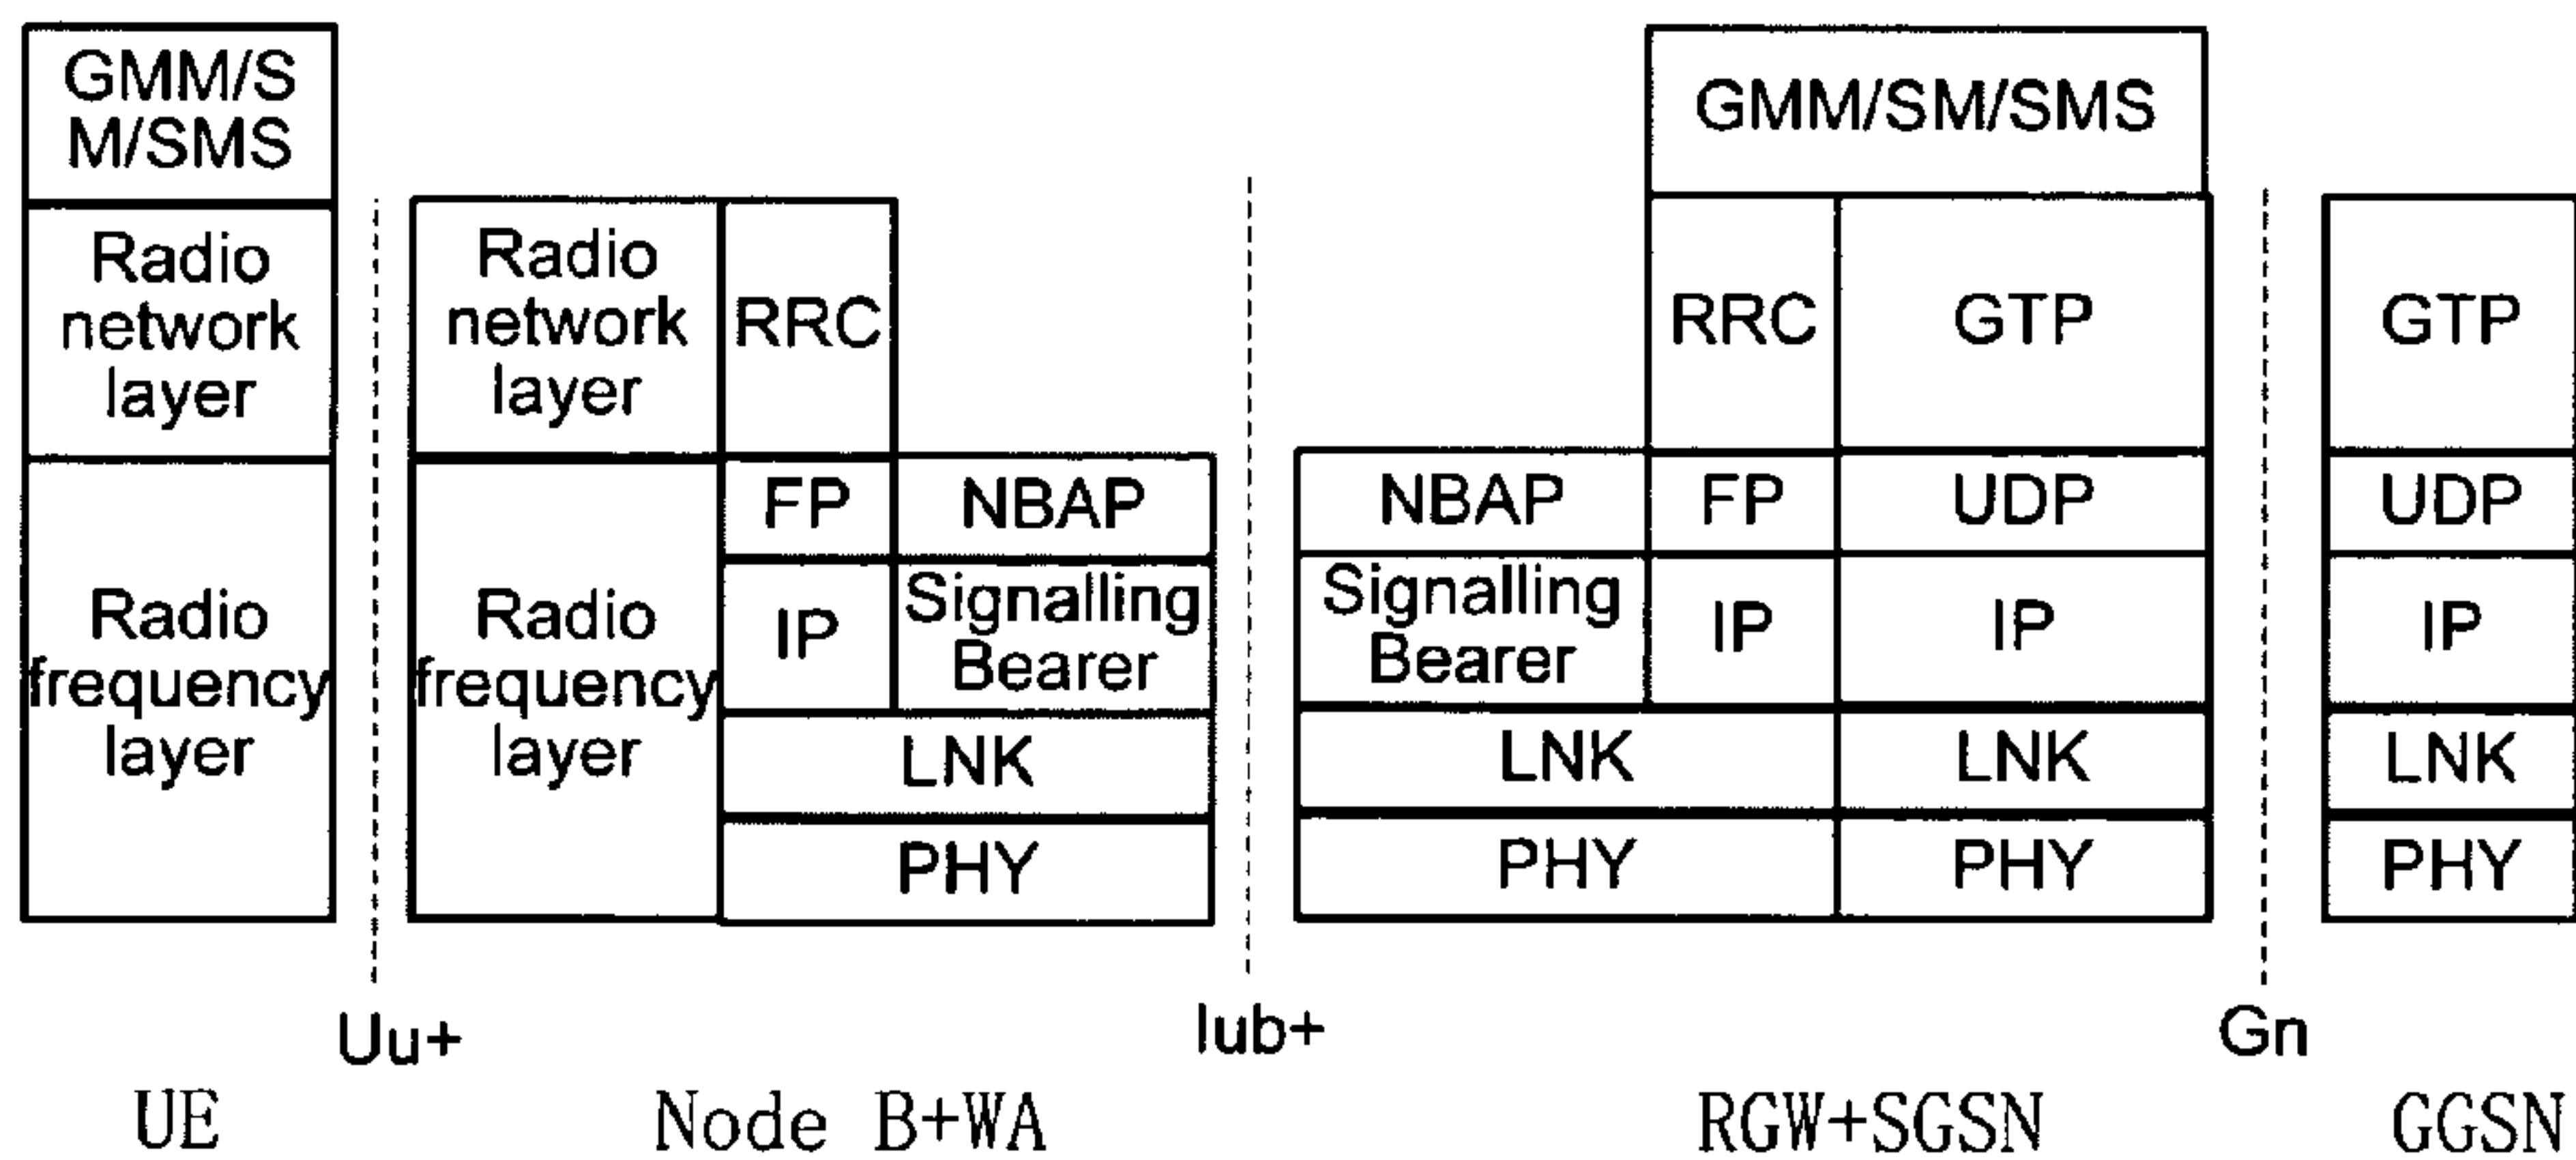 GMM/S
M/SMS
Radio
network
layer
Radio
frequency
layer
Radio
network
layer
RRC
Radio
frequency
layer
FP
NBAP
IP
Signalling
Bearer
LNK
PHY
GMM/SM/SMS
RRC
GTP
NBAP
FP
UDP
Signalling
Bearer
IP
IP
LNK
LNK
PHY
PHY
GTP
UDP
IP
LNK
PHY
Uu+
Iub+
Gn
UE
Node B+WA
RGW+SGSN
GGSN